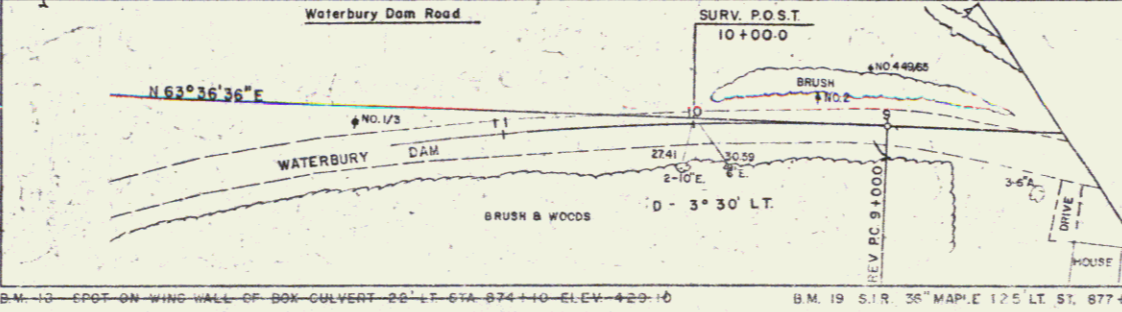 Waterbury Dam Road
SURV. P.O.S.T.
10+00.0
N 63° 36' 36" E
NO. 449/65
BRUSH
NO. 2
NO. 1/3
11
10
9
WATERBURY DAM
27.41
2-10"E.
30.59
6"E.
3-6"A.
D - 3° 30' LT.
BRUSH & WOODS
REV. P.C. 9+00.0
DRIVE
HOUSE
B.M. 13 SPOT ON WING WALL OF BOX CULVERT 22' LT. STA. 874+10 ELEV. 429.10
B.M. 19 S.I.R. 36" MAPLE 125' LT. ST. 877+